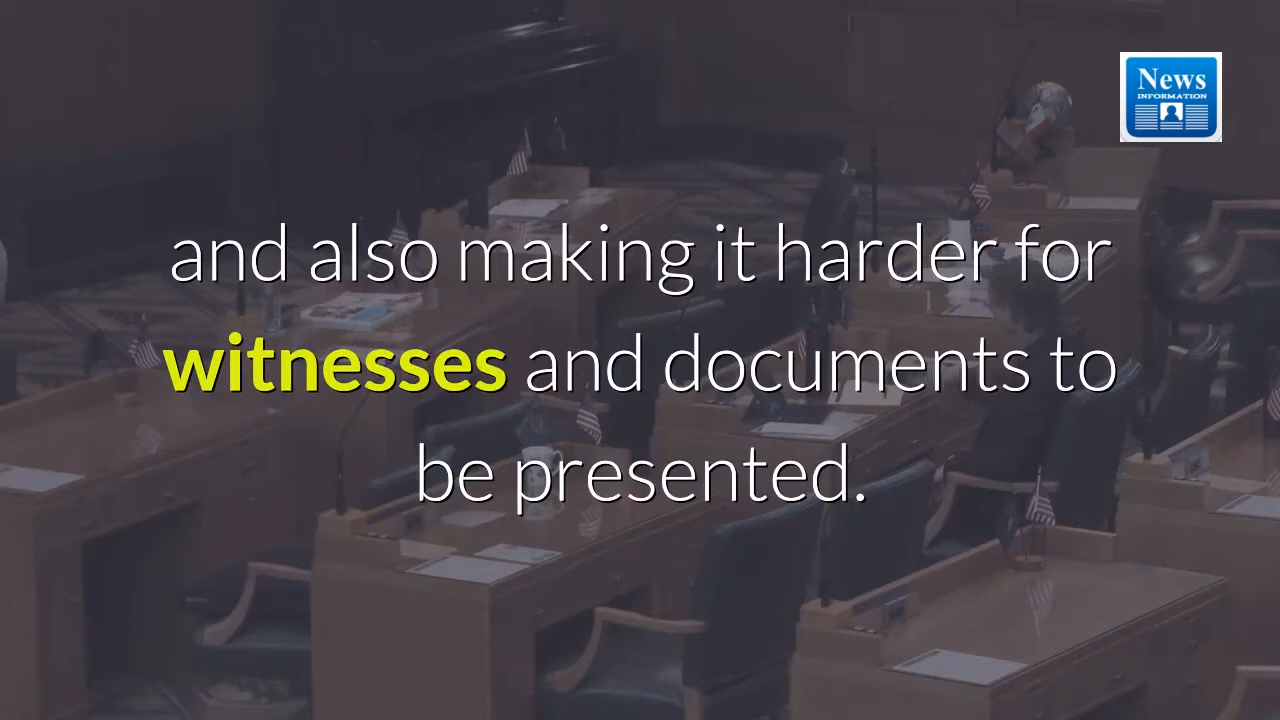 News
INFORMATION
and also making it harder for
witnesses and documents to
be presented.